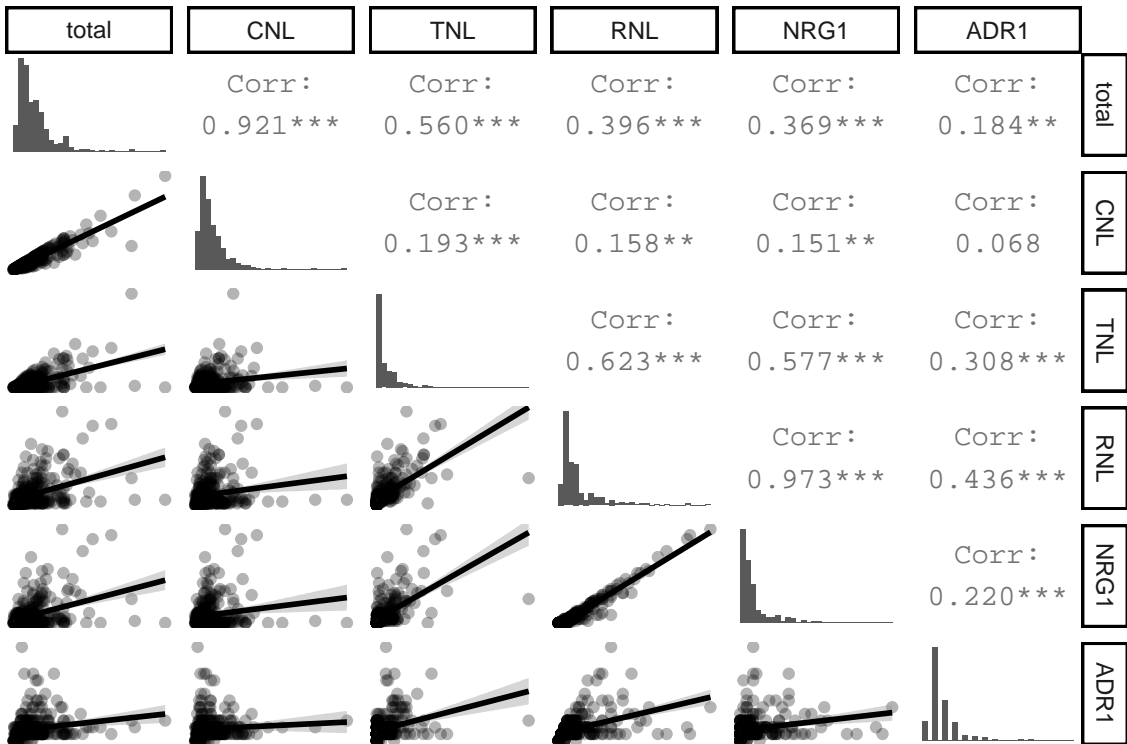 total CNL TNL RNL NRG1 ADR1
Corr: Corr: Corr: Corr: Corr:
0.921*** 0.560*** 0.396*** 0.369*** 0.184**
total
Corr: Corr: Corr: Corr:
0.193*** 0.158** 0.151** 0.068
CNL
Corr: Corr: Corr:
0.623*** 0.577*** 0.308***
TNL
Corr: Corr:
0.973*** 0.436***
RNL
Corr:
0.220***
NRG1
ADR1